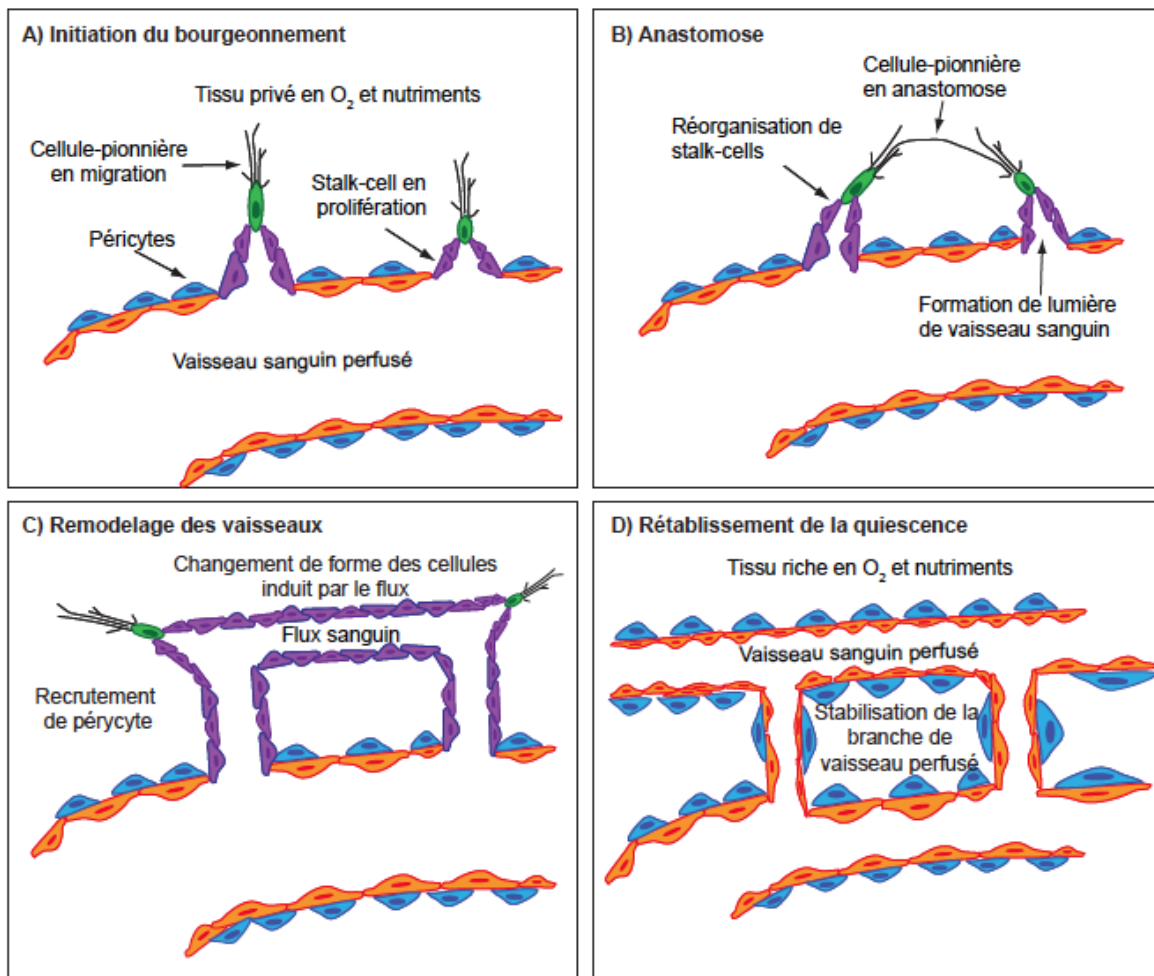 A) Initiation du bourgeonnement
Tissu privé en O₂ et nutriments
Cellule-pionnière
en migration
Stalk-cell en
prolifération
Péricytes
Vaisseau sanguin perfusé
B) Anastomose
Cellule-pionnière
en anastomose
Réorganisation de
stalk-cells
Formation de lumière
de vaisseau sanguin
C) Remodelage des vaisseaux
Changement de forme des cellules
induit par le flux
Flux sanguin
Recrutement
de pérycyte
D) Rétablissement de la quiescence
Tissu riche en O₂ et nutriments
Vaisseau sanguin perfusé
Stabilisation de la
branche de
vaisseau perfusé